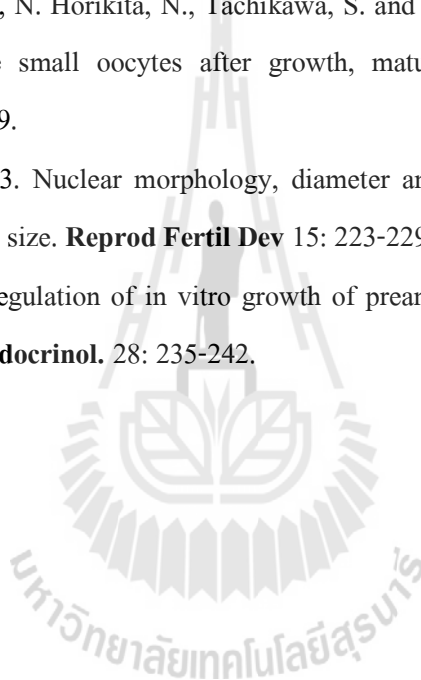 , N. Horikita, N., Tachikawa, S. and
small oocytes after growth, matu
9.
3. Nuclear morphology, diameter an
size. Reprod Fertil Dev 15: 223-229
egulation of in vitro growth of prean
docrinol. 28: 235-242.
มหาวิทยาลัยเทคโนโลยีสุรนารี